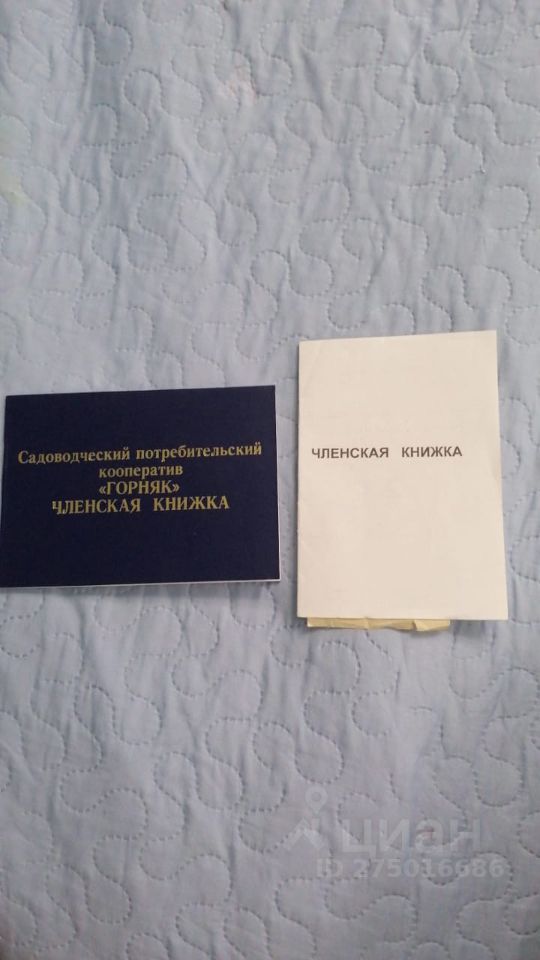 Садоводческий потребительский
кооператив
«ГОРНЯК»
ЧЛЕНСКАЯ КНИЖКА
ЧЛЕНСКАЯ КНИЖКА
циан
ID 275016686